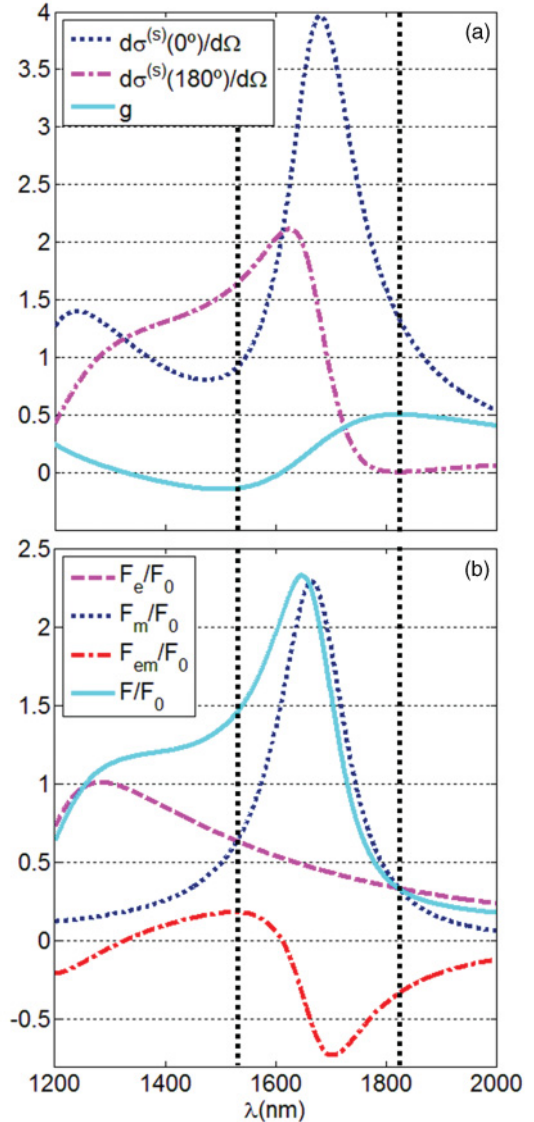 (a)
dσ^(s)(0º)/dΩ
dσ^(s)(180º)/dΩ
g
4
3.5
3
2.5
2
1.5
1
0.5
0
(b)
F_e/F_0
F_m/F_0
F_em/F_0
F/F_0
2.5
2
1.5
1
0.5
0
-0.5
1200 1400 1600 1800 2000
λ(nm)